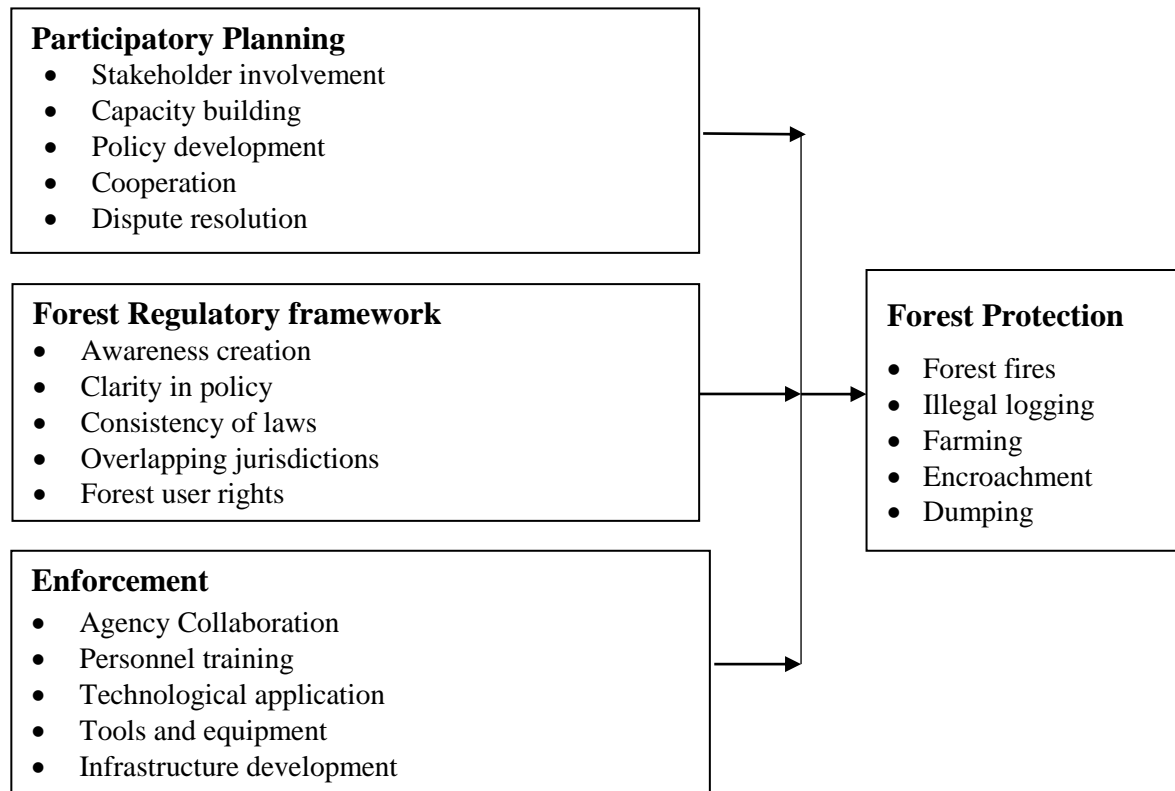 Participatory Planning
• Stakeholder involvement
• Capacity building
• Policy development
• Cooperation
• Dispute resolution
Forest Regulatory framework
• Awareness creation
• Clarity in policy
• Consistency of laws
• Overlapping jurisdictions
• Forest user rights
Enforcement
• Agency Collaboration
• Personnel training
• Technological application
• Tools and equipment
• Infrastructure development
Forest Protection
• Forest fires
• Illegal logging
• Farming
• Encroachment
• Dumping